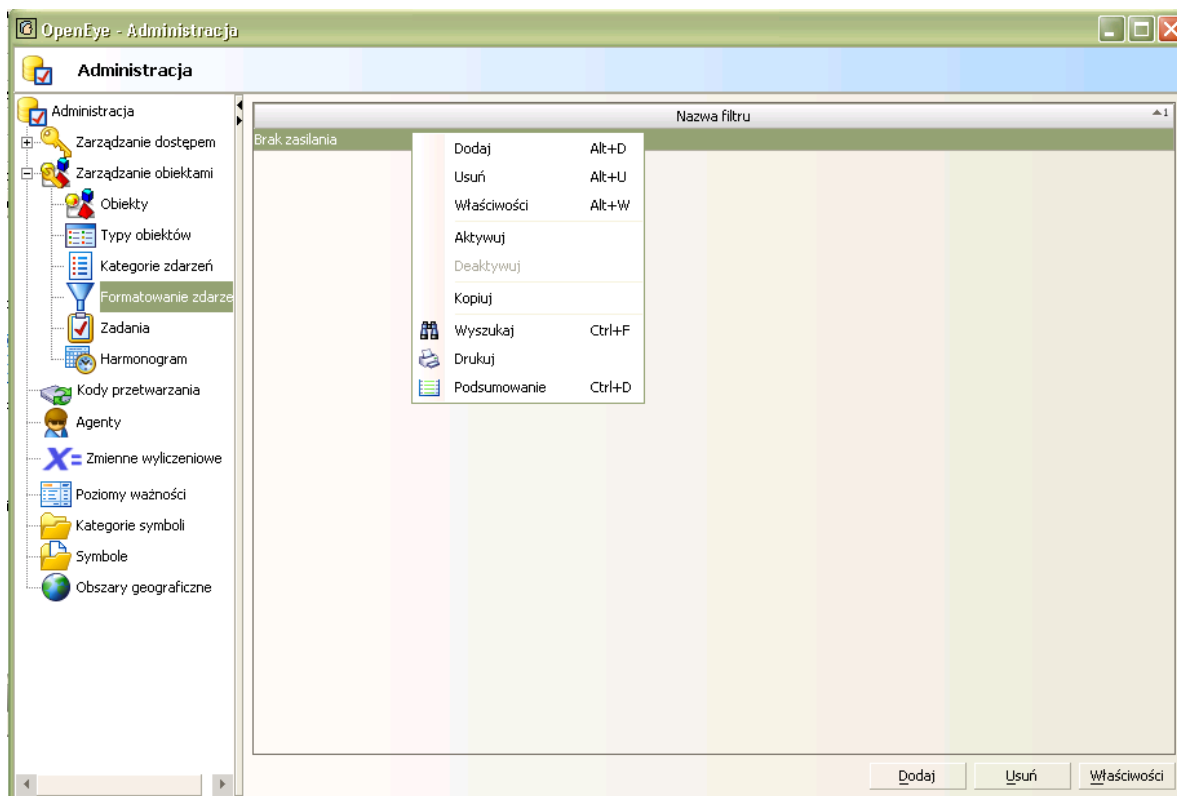 OpenEye - Administracja
Administracja
Administracja
Zarządzanie dostępem
Zarządzanie obiektami
Obiekty
Typy obiektów
Kategorie zdarzeń
Formatowanie zdarze
Zadania
Harmonogram
Kody przetwarzania
Agenty
Zmienne wyliczeniowe
Poziomy ważności
Kategorie symboli
Symbole
Obszary geograficzne
Nazwa filtru 1
Brak zasilania
Dodaj Alt+D
Usuń Alt+U
Właściwości Alt+W
Aktywuj
Deaktywuj
Kopiuj
Wyszukaj Ctrl+F
Drukuj
Podsumowanie Ctrl+D
Dodaj Usuń Właściwości